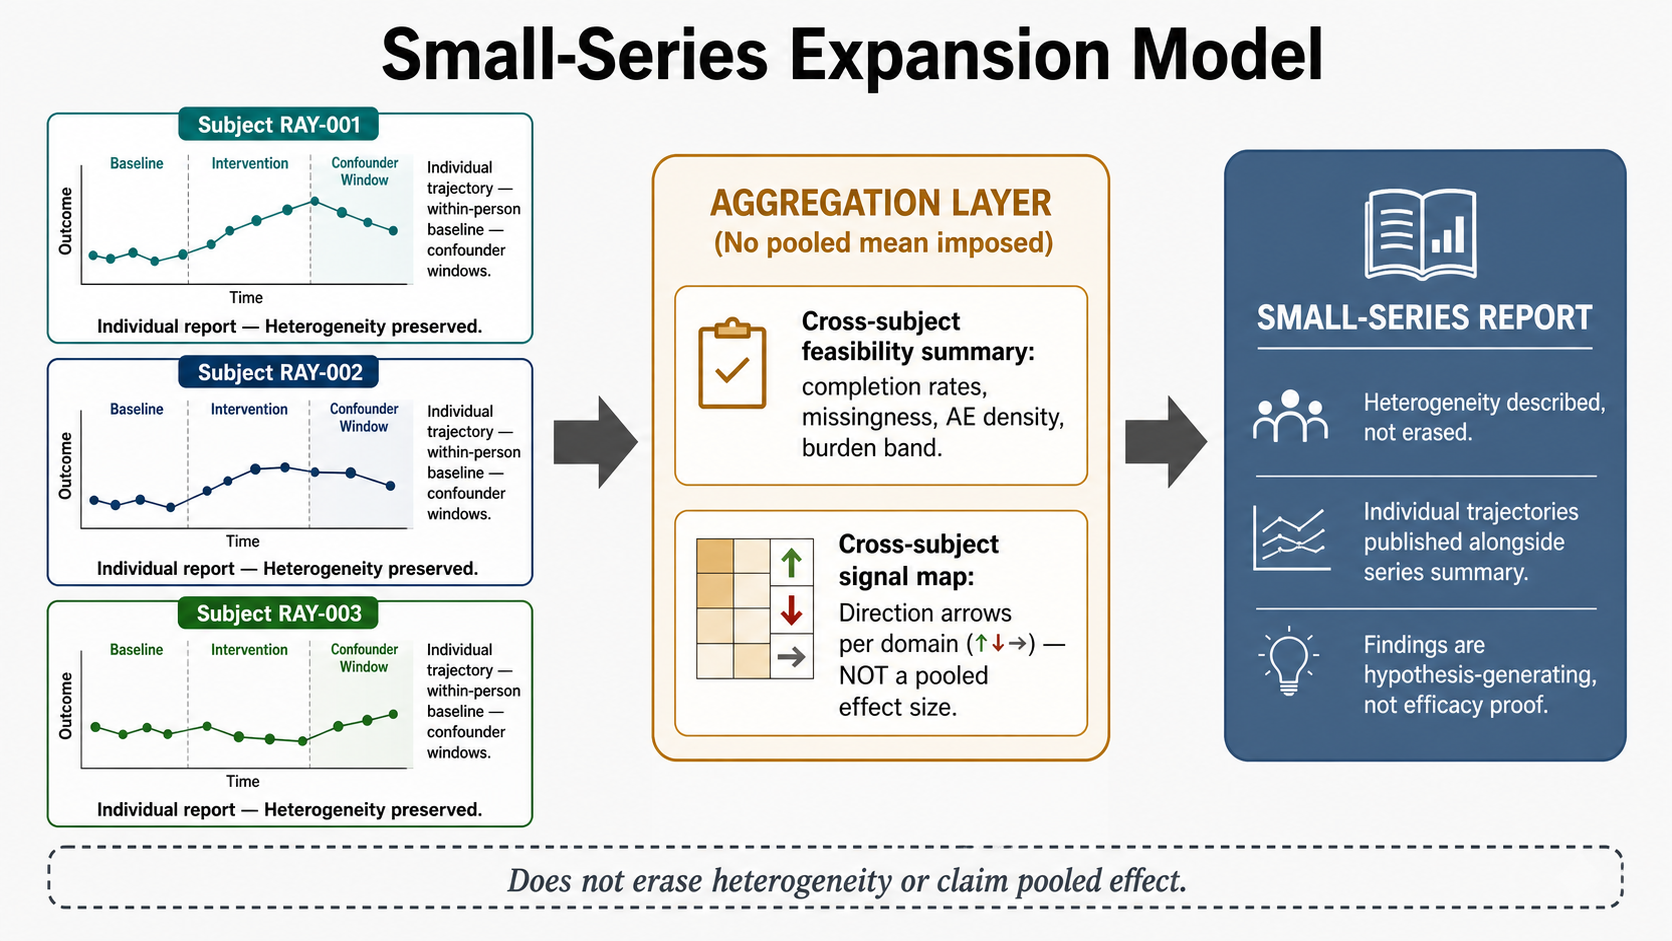 Small-Series Expansion Model
Subject RAY-001
Baseline
Intervention
Confounder
Window
Outcome
Time
Individual
trajectory —
within-person
baseline —
confounder
windows.
Individual report — Heterogeneity preserved.
Subject RAY-002
Baseline
Intervention
Confounder
Window
Outcome
Time
Individual
trajectory —
within-person
baseline —
confounder
windows.
Individual report — Heterogeneity preserved.
Subject RAY-003
Baseline
Intervention
Confounder
Window
Outcome
Time
Individual
trajectory —
within-person
baseline —
confounder
windows.
Individual report — Heterogeneity preserved.
AGGREGATION LAYER
(No pooled mean imposed)
Cross-subject
feasibility summary:
completion rates,
missingness, AE density,
burden band.
Cross-subject
signal map:
Direction arrows
per domain (↑↓→) —
NOT a pooled
effect size.
SMALL-SERIES REPORT
Heterogeneity described,
not erased.
Individual trajectories
published alongside
series summary.
Findings are
hypothesis-generating,
not efficacy proof.
Does not erase heterogeneity or claim pooled effect.